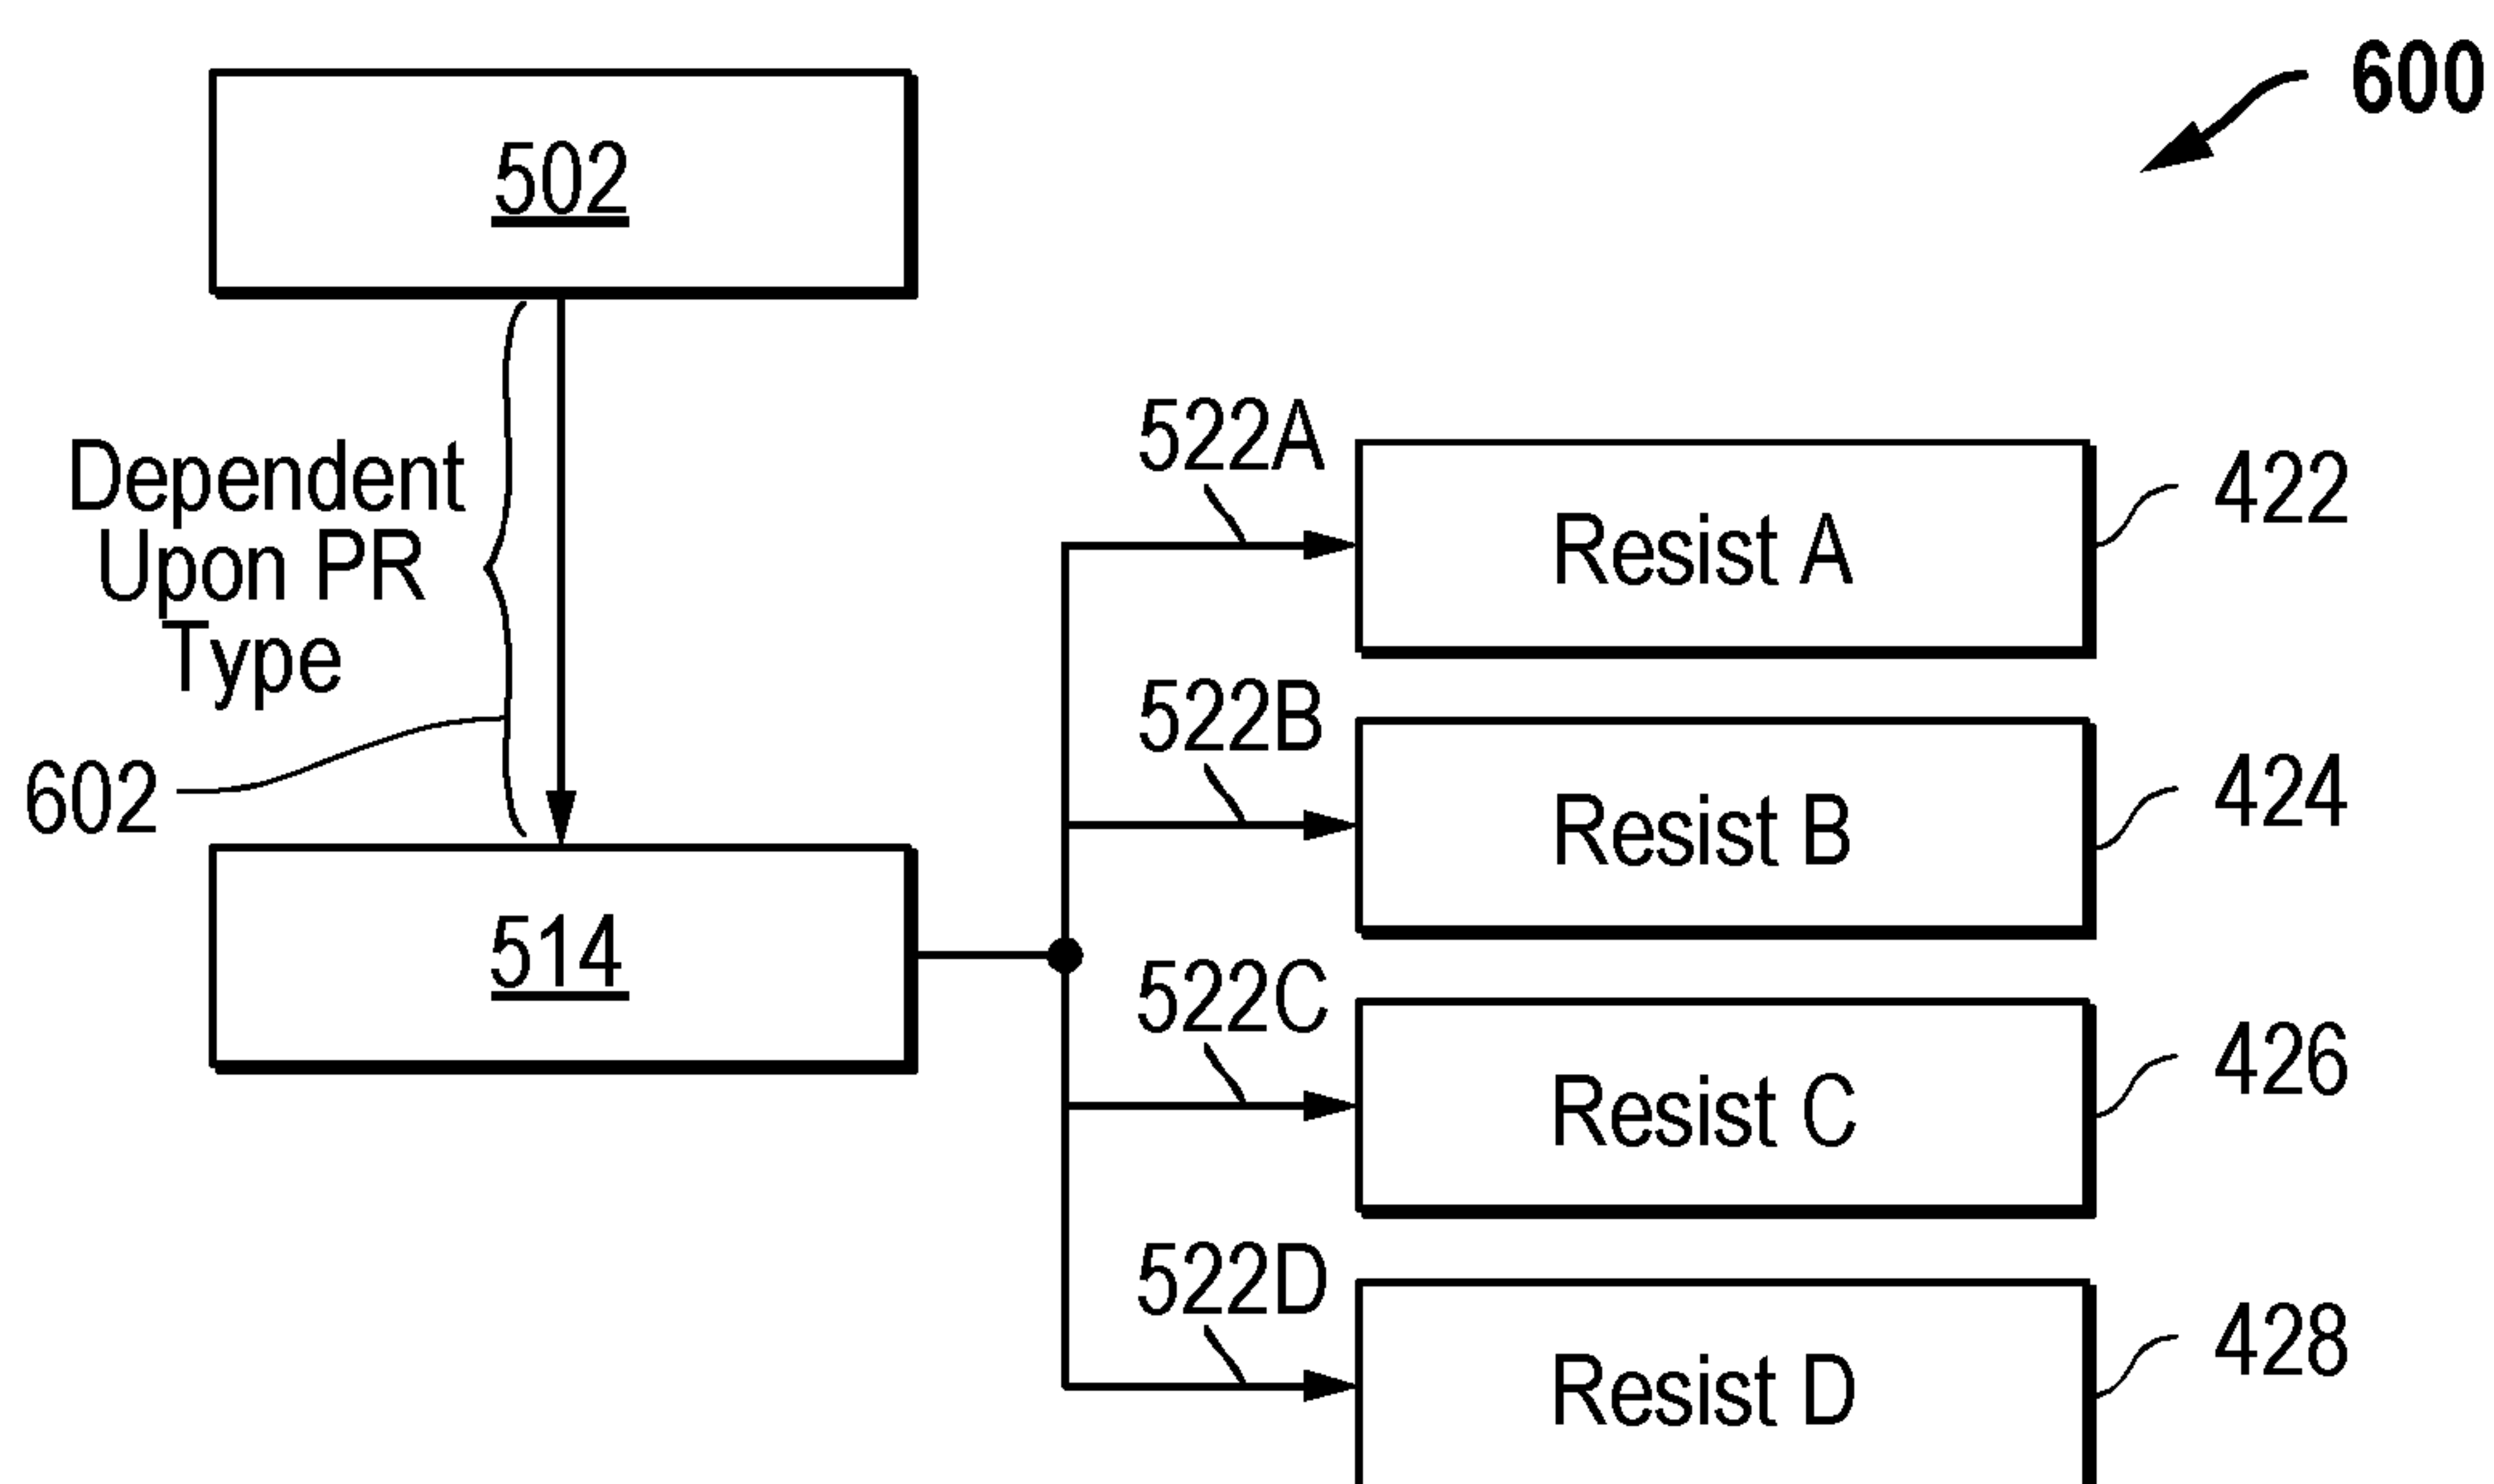 600
502
Dependent
Upon PR
Type
602
514
522A
Resist A
422
522B
Resist B
424
522C
Resist C
426
522D
Resist D
428